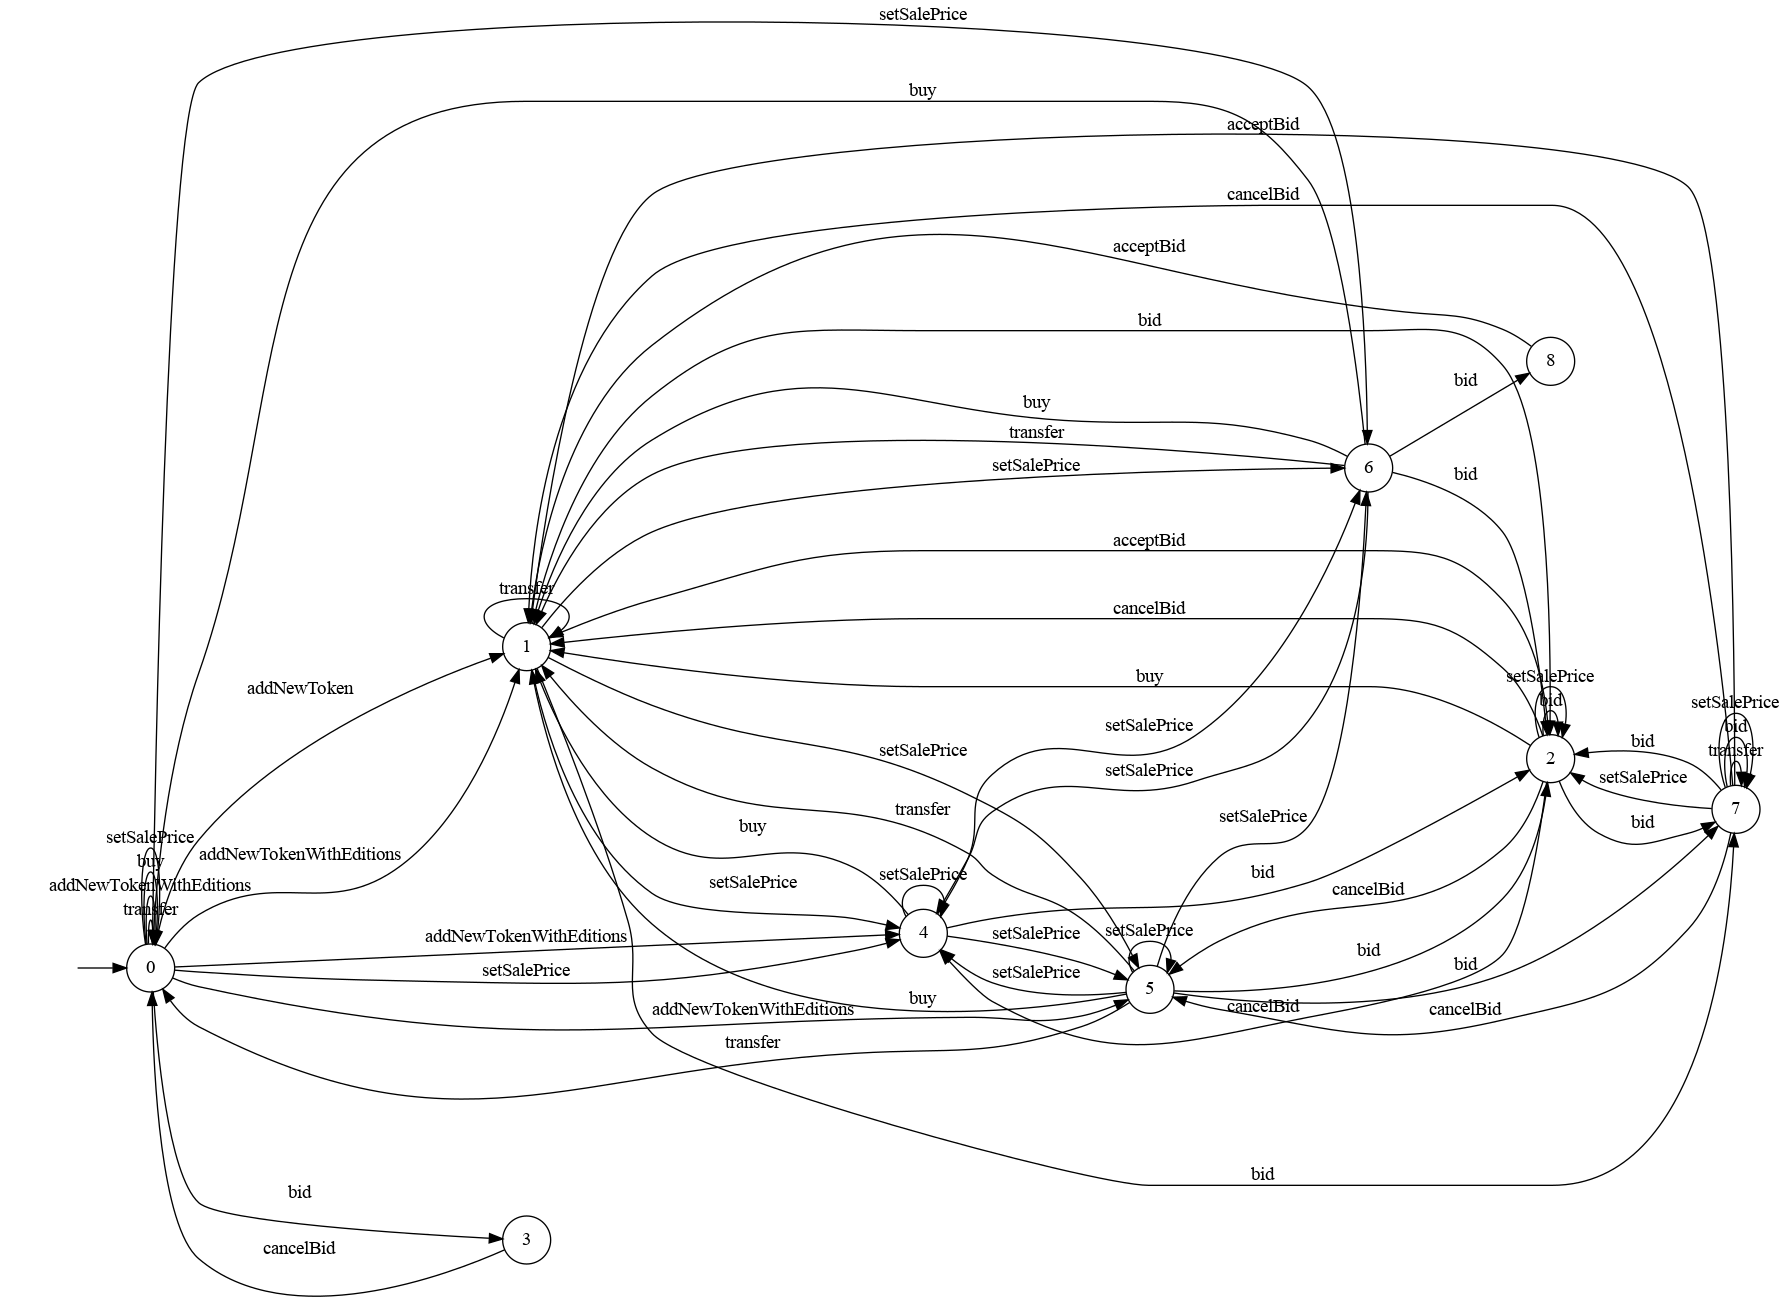 setSalePrice
buy
acceptBid
cancelBid
acceptBid
bid
8
bid
buy
transfer
6
setSalePrice
bid
acceptBid
transfer
cancelBid
1
buy
setSalePrice
addNewToken
setSalePrice
bid
setSalePrice
bid
setSalePrice
bid
transfer
2
setSalePrice
setSalePrice
7
transfer
setSalePrice
bid
buy
setSalePrice
buy
addNewTokenWithEditions
addNewTokenWithEditions
transfer
setSalePrice
setSalePrice
bid
cancelBid
4
setSalePrice
setSalePrice
addNewTokenWithEditions
bid
0
setSalePrice
setSalePrice
bid
5
buy
addNewTokenWithEditions
cancelBid
cancelBid
transfer
bid
bid
3
cancelBid